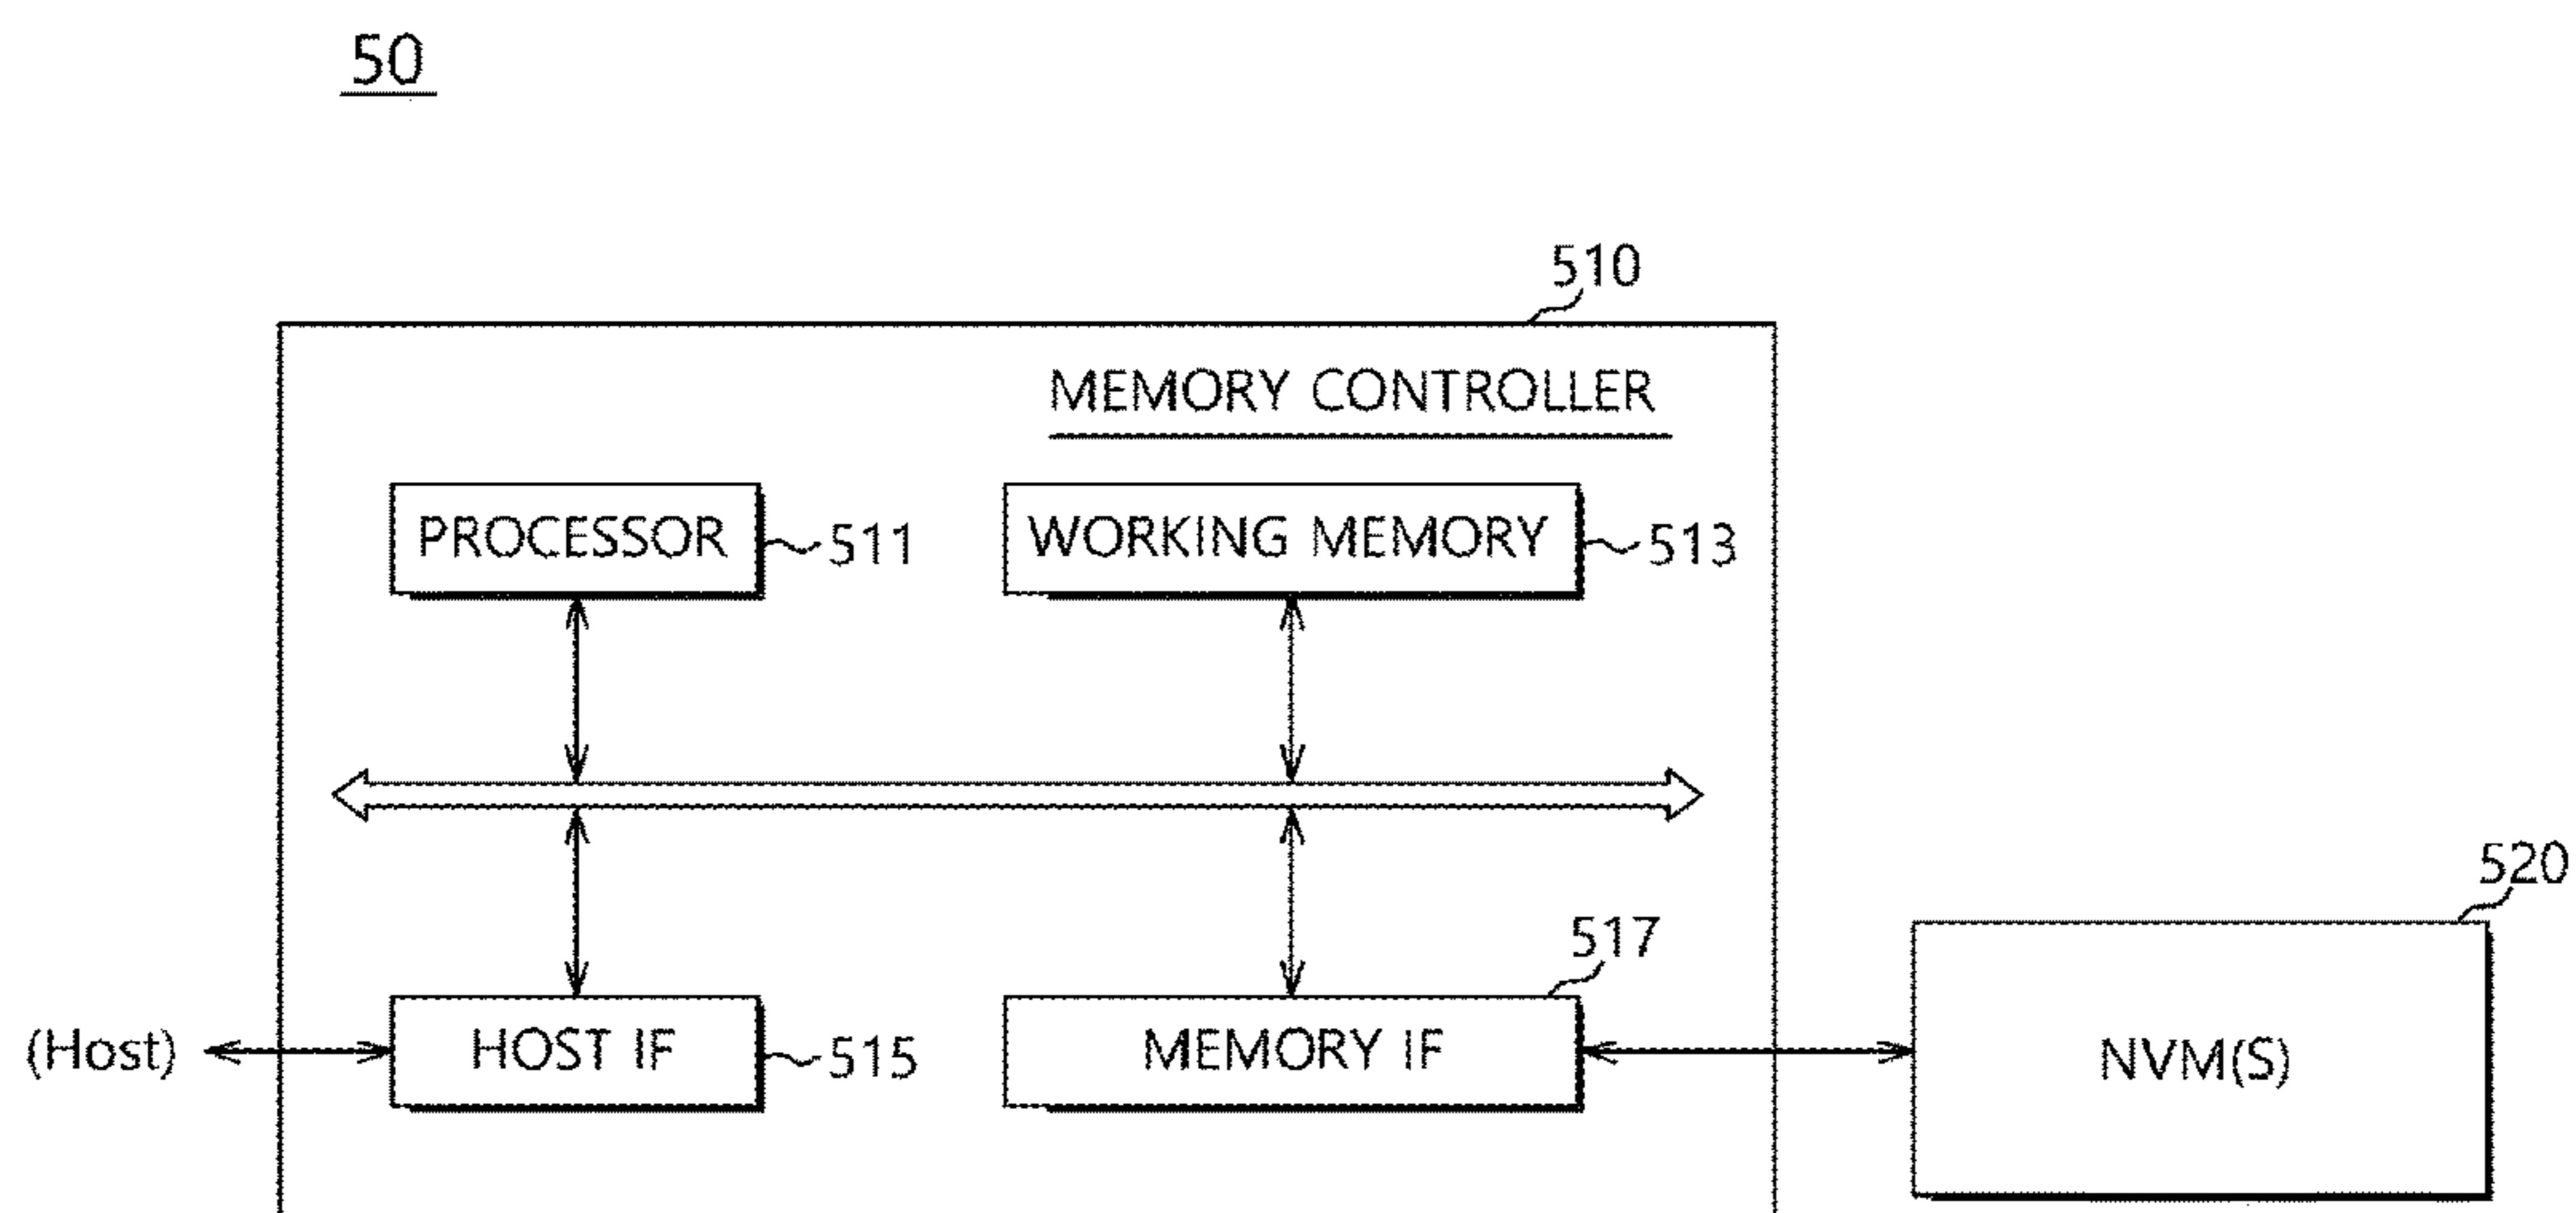 50
510
MEMORY CONTROLLER
PROCESSOR
511
WORKING MEMORY
513
520
517
(Host)
HOST IF
515
MEMORY IF
NVM(S)